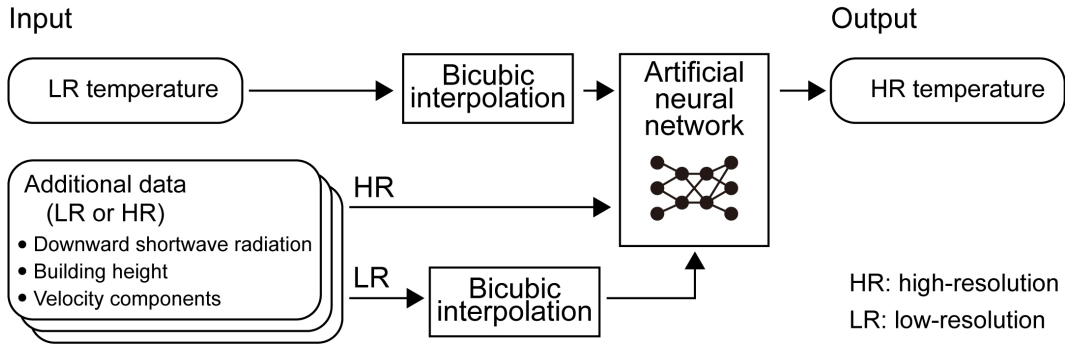 Input
Output
LR temperature
Bicubic
interpolation
Artificial
neural
network
HR temperature
Additional data
(LR or HR)
• Downward shortwave radiation
• Building height
• Velocity components
HR
LR
Bicubic
interpolation
HR: high-resolution
LR: low-resolution